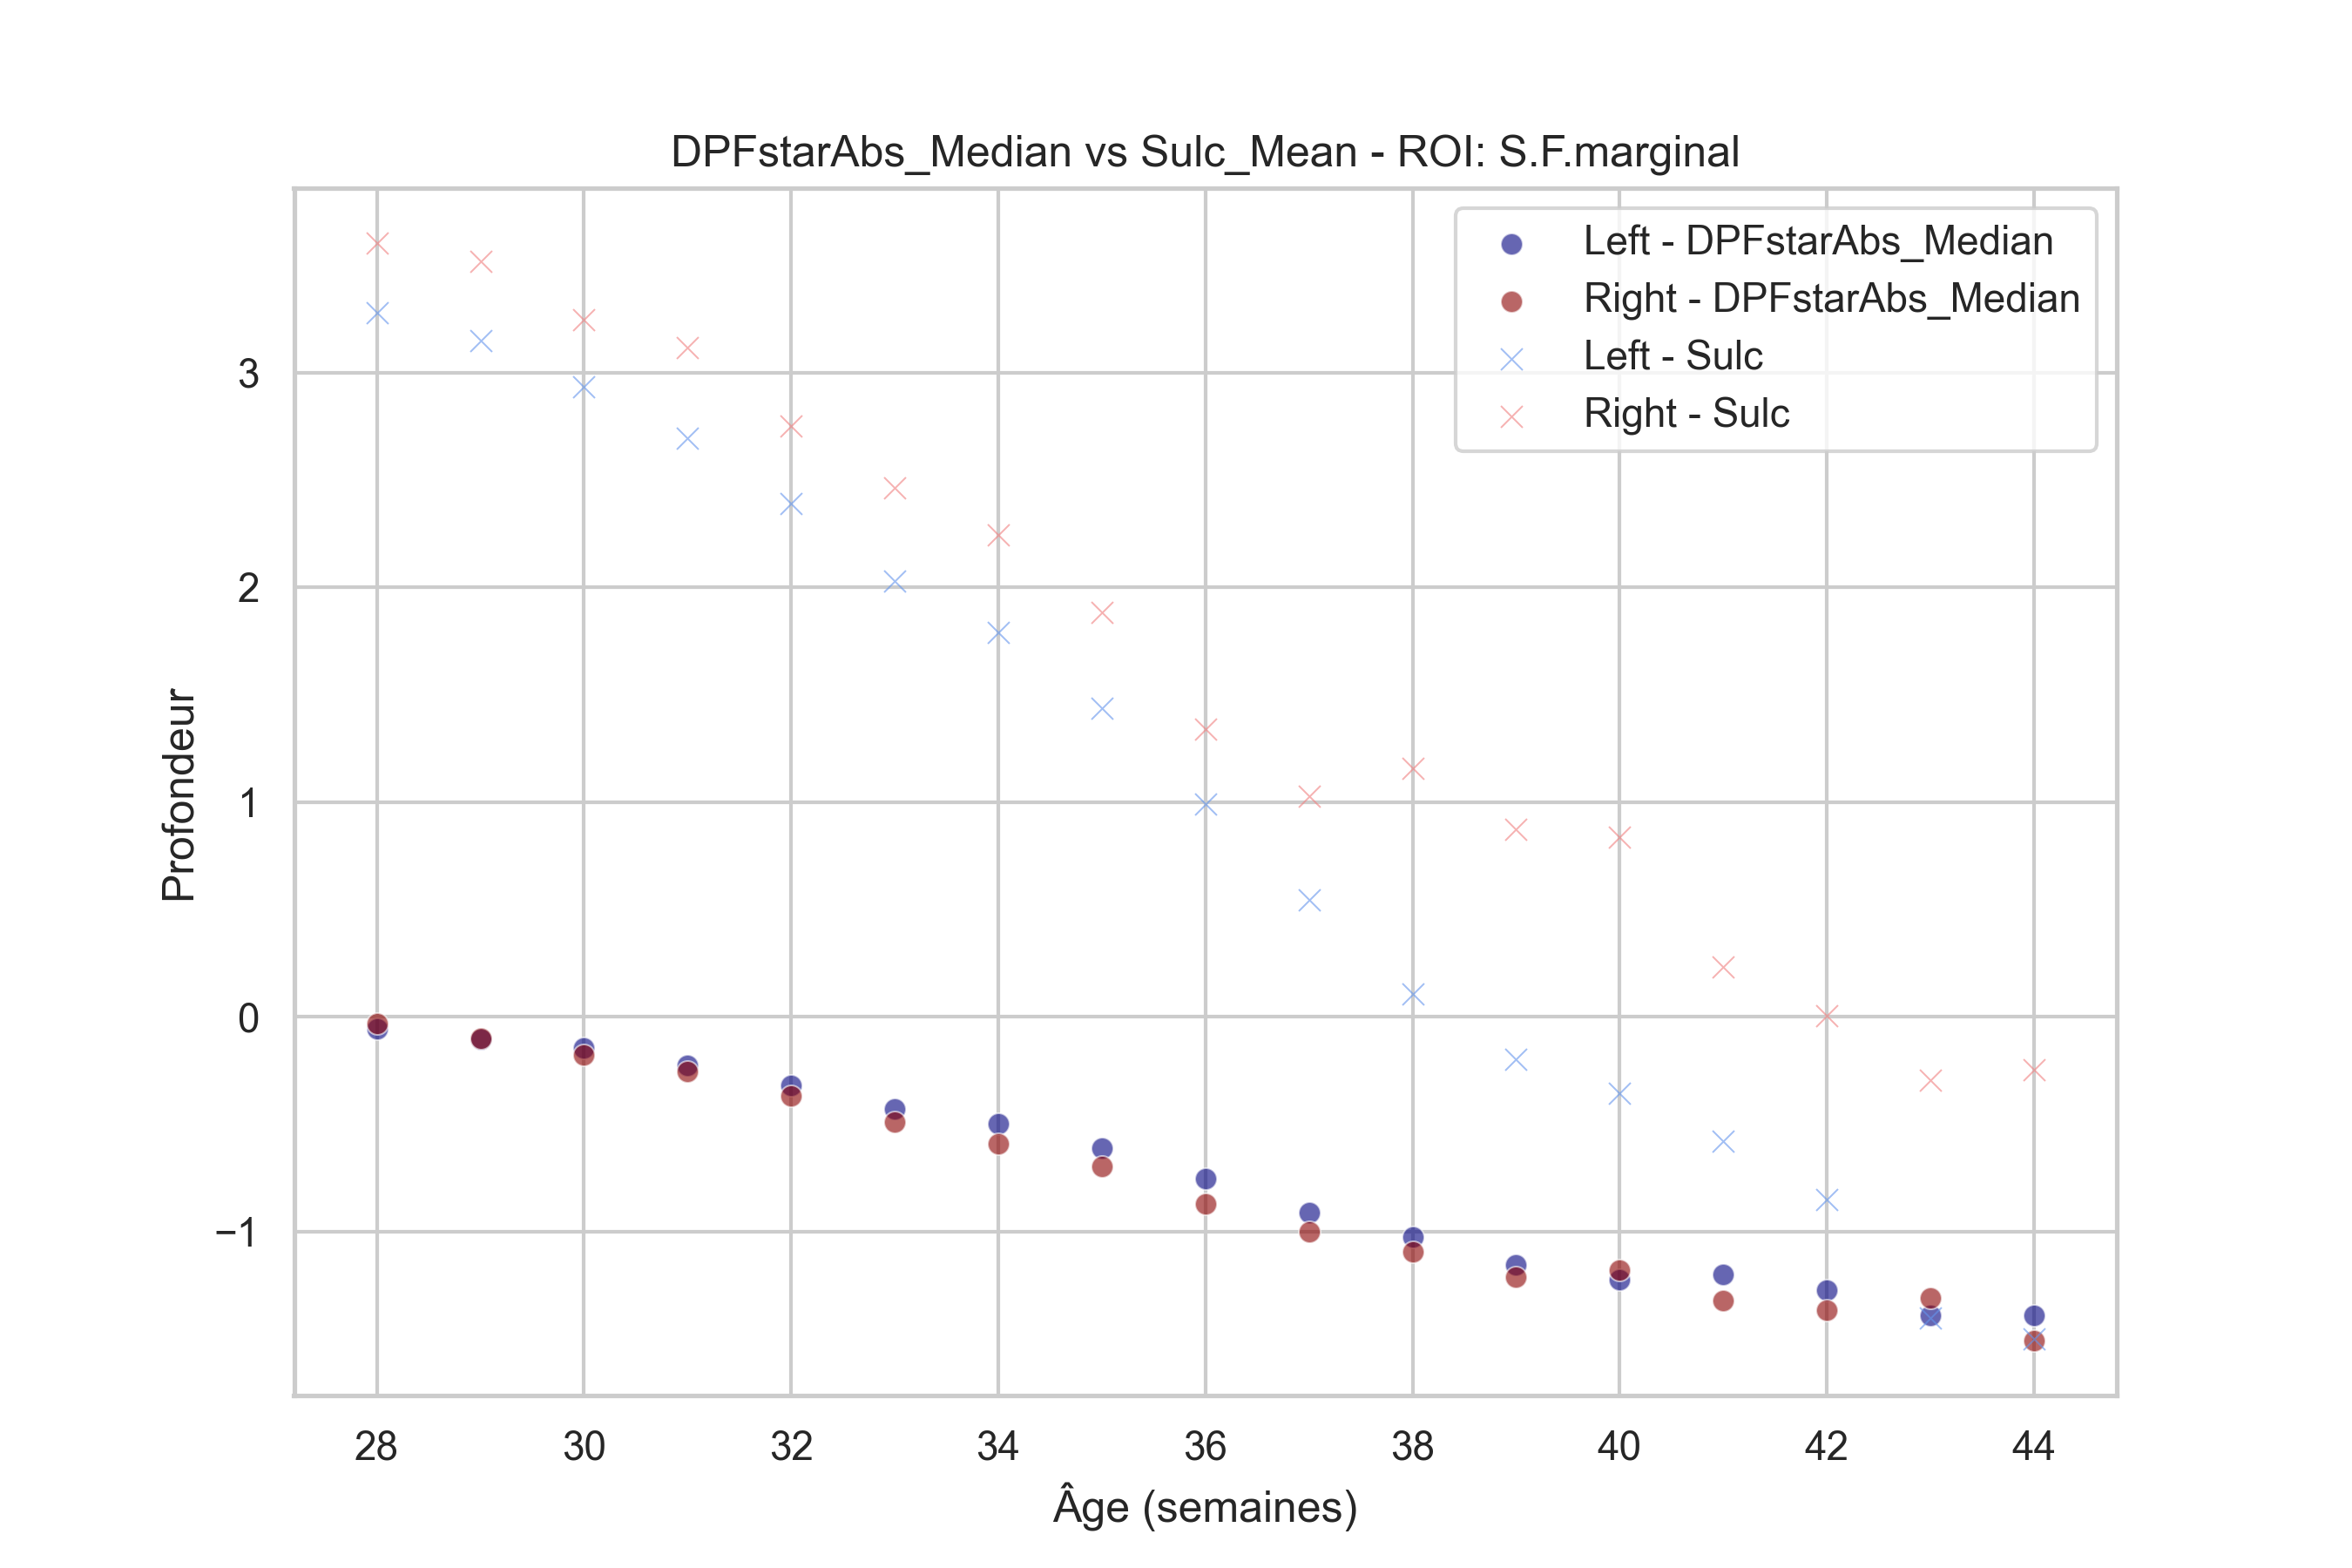 DPFstarAbs_Median vs Sulc_Mean - ROI: S.F.marginal
Left - DPFstarAbs_Median
Right - DPFstarAbs_Median
Left - Sulc
Right - Sulc
Profondeur
3
2
1
0
−1
28 30 32 34 36 38 40 42 44
Âge (semaines)